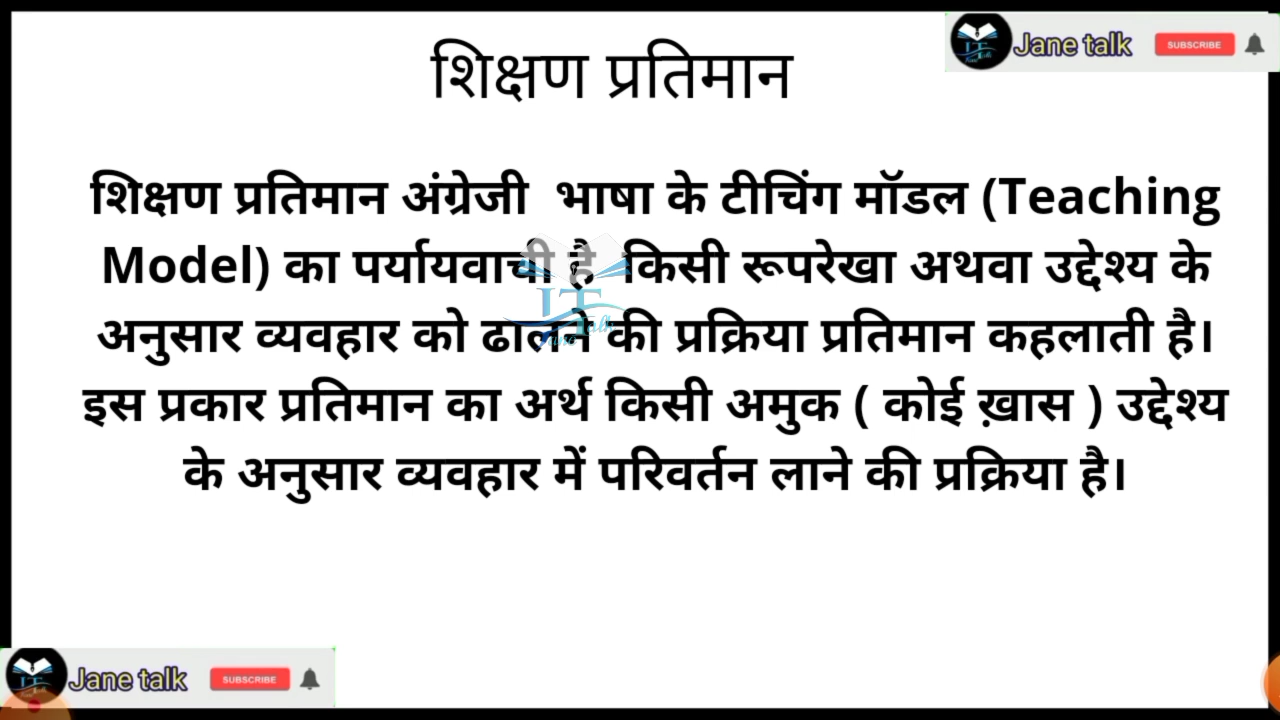 शिक्षण प्रतिमान
Jane talk
SUBSCRIBE
शिक्षण प्रतिमान अंग्रेजी भाषा के टीचिंग मॉडल (Teaching
Model) का पर्यायवाची है किसी रूपरेखा अथवा उद्देश्य के
अनुसार व्यवहार को ढालने की प्रक्रिया प्रतिमान कहलाती है।
इस प्रकार प्रतिमान का अर्थ किसी अमुक ( कोई ख़ास ) उद्देश्य
के अनुसार व्यवहार में परिवर्तन लाने की प्रक्रिया है।
Jane talk
SUBSCRIBE